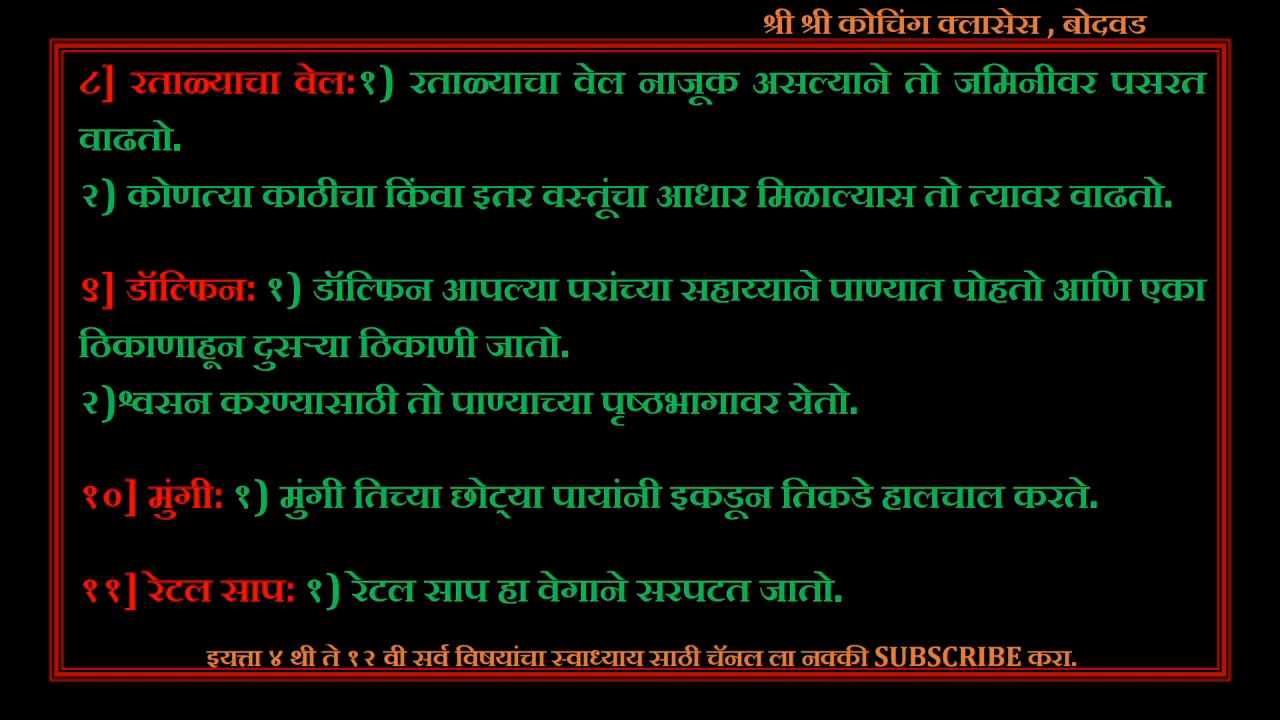 श्री श्री कोचिंग क्लासेस , बोदवड
८] रताळ्याचा वेल:१) रताळ्याचा वेल नाजूक असल्याने तो जमिनीवर पसरत
वाढतो.
२) कोणत्या काठीचा किंवा इतर वस्तूंचा आधार मिळाल्यास तो त्यावर वाढतो.
९] डॉल्फिन: १) डॉल्फिन आपल्या परांच्या सहाय्याने पाण्यात पोहतो आणि एका
ठिकाणाहून दुसऱ्या ठिकाणी जातो.
२)श्वसन करण्यासाठी तो पाण्याच्या पृष्ठभागावर येतो.
१०] मुंगी: १) मुंगी तिच्या छोट्या पायांनी इकडून तिकडे हालचाल करते.
११] रेटल साप: १) रेटल साप हा वेगाने सरपटत जातो.
इयत्ता ४ थी ते १२ वी सर्व विषयांचा स्वाध्याय साठी चॅनल ला नक्की SUBSCRIBE करा.